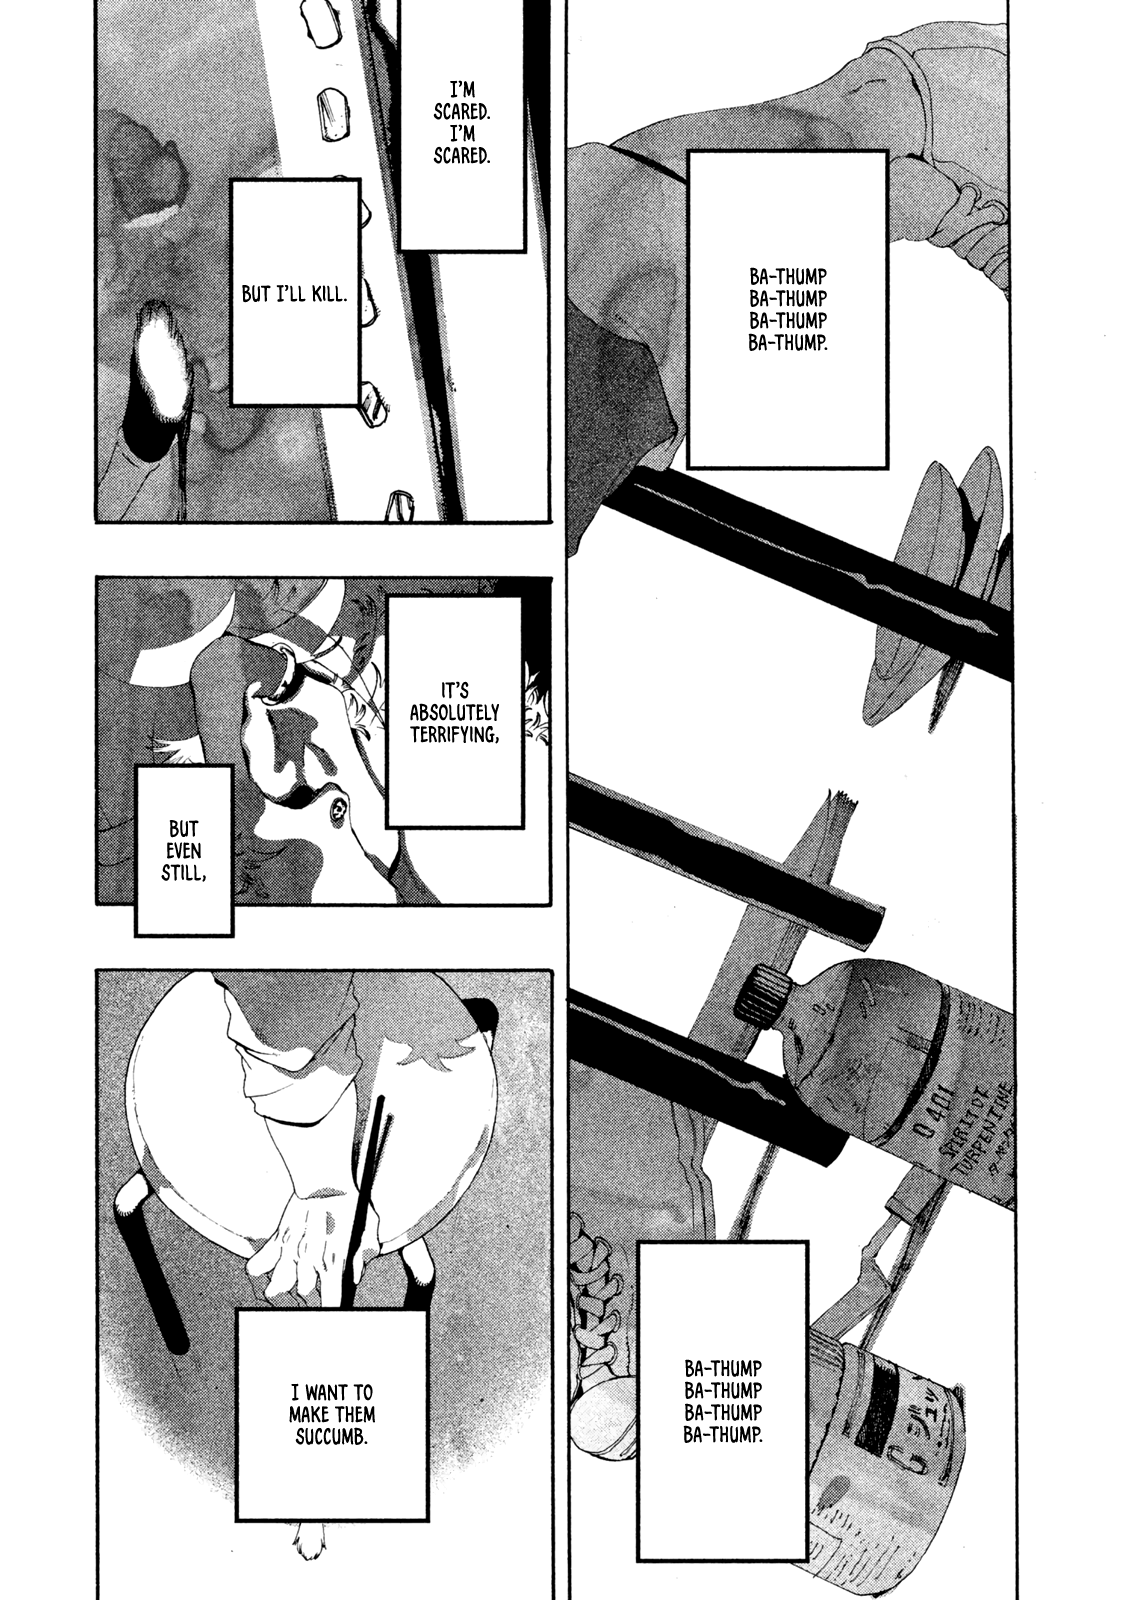 BA-THUMP
BA-THUMP
BA-THUMP
BA-THUMP.
0401
SPIRIT OF
TURPENTINE
BA-THUMP
BA-THUMP
BA-THUMP
BA-THUMP.
I'M
SCARED.
I'M
SCARED.
BUT I'LL KILL.
IT'S
ABSOLUTELY
TERRIFYING,
BUT
EVEN
STILL,
I WANT TO
MAKE THEM
SUCCUMB.